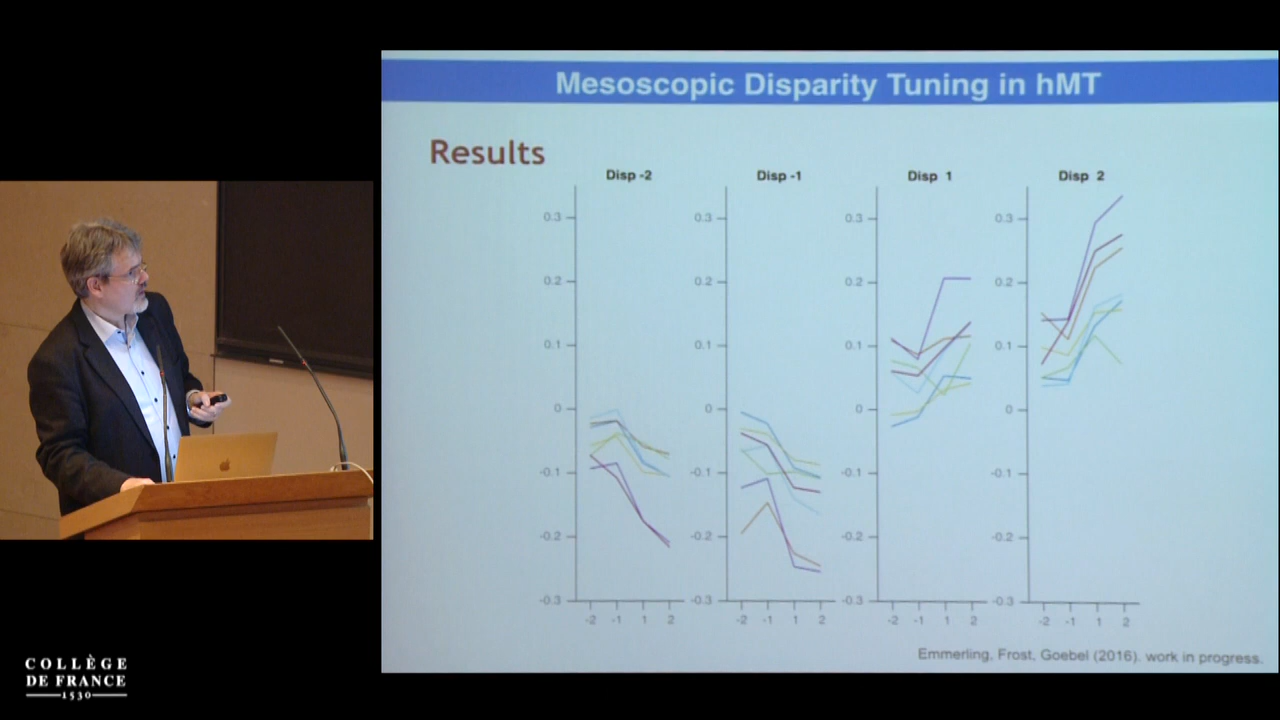 Mesoscopic Disparity Tuning in hMT
Results
Disp -2
Disp -1
Disp 1
Disp 2
0.3
0.2
0.1
0
-0.1
-0.2
-0.3
-2 -1 1 2
0.3
0.2
0.1
0
-0.1
-0.2
-0.3
-2 -1 1 2
0.3
0.2
0.1
0
-0.1
-0.2
-0.3
-2 -1 1 2
0.3
0.2
0.1
0
-0.1
-0.2
-0.3
-2 -1 1 2
Emmerling, Frost, Goebel (2016). work in progress.
COLLÈGE
DE FRANCE
1530